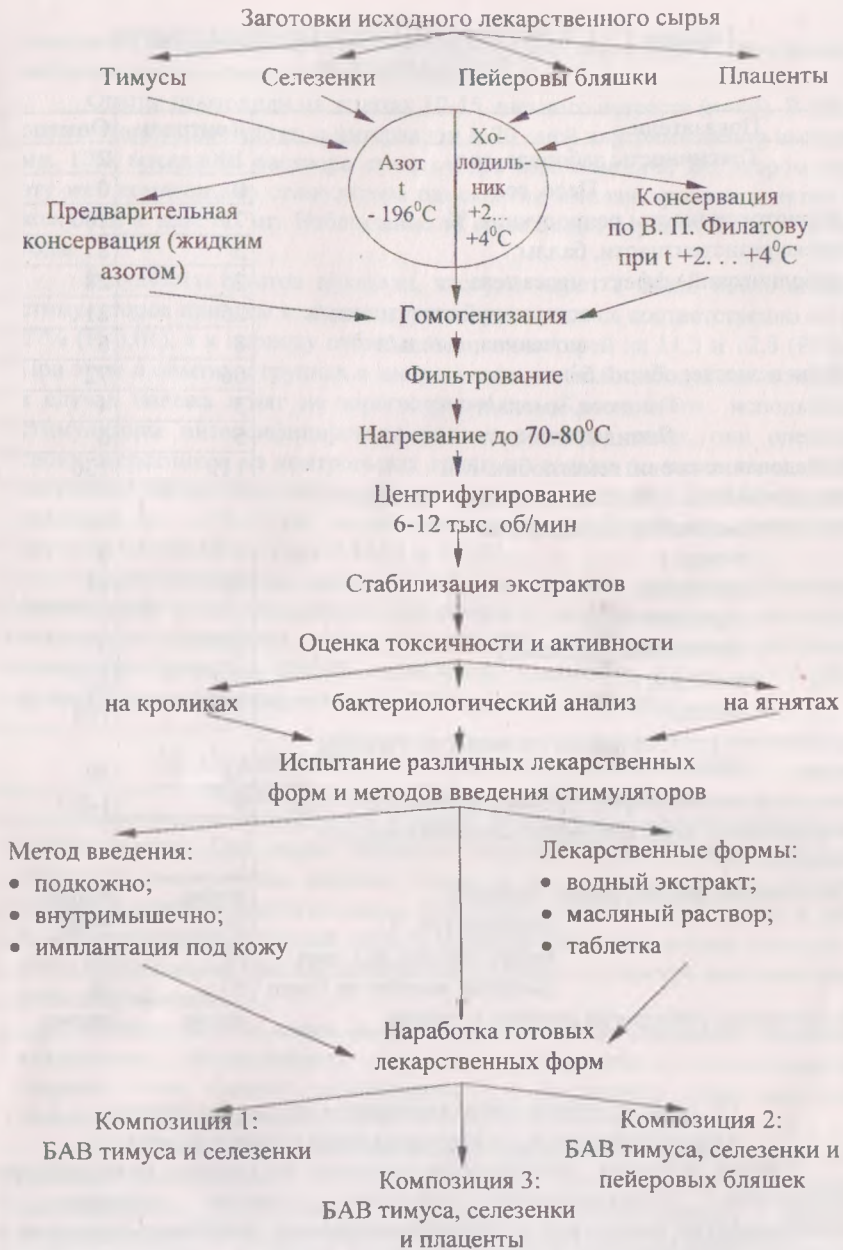 Заготовки исходного лекарственного сырья
Тимусы Селезенки Пейеровы бляшки Плаценты
Азот
t
- 196⁰C
Хо-
лодиль-
ник
+2...
+4⁰C
Предварительная
консервация (жидким
азотом)
Консервация
по В. П. Филатову
при t +2. . . +4⁰C
Гомогенизация
Фильтрование
Нагревание до 70-80⁰C
Центрифугирование
6-12 тыс. об/мин
Стабилизация экстрактов
Оценка токсичности и активности
на кроликах бактериологический анализ на ягнятах
Испытание различных лекарственных
форм и методов введения стимуляторов
Метод введения:
• подкожно;
• внутримышечно;
• имплантация под кожу
Лекарственные формы:
• водный экстракт;
• масляный раствор;
• таблетка
Наработка готовых
лекарственных форм
Композиция 1:
БАВ тимуса и селезенки
Композиция 2:
БАВ тимуса, селезенки и
пейеровых бляшек
Композиция 3:
БАВ тимуса, селезенки
и плаценты